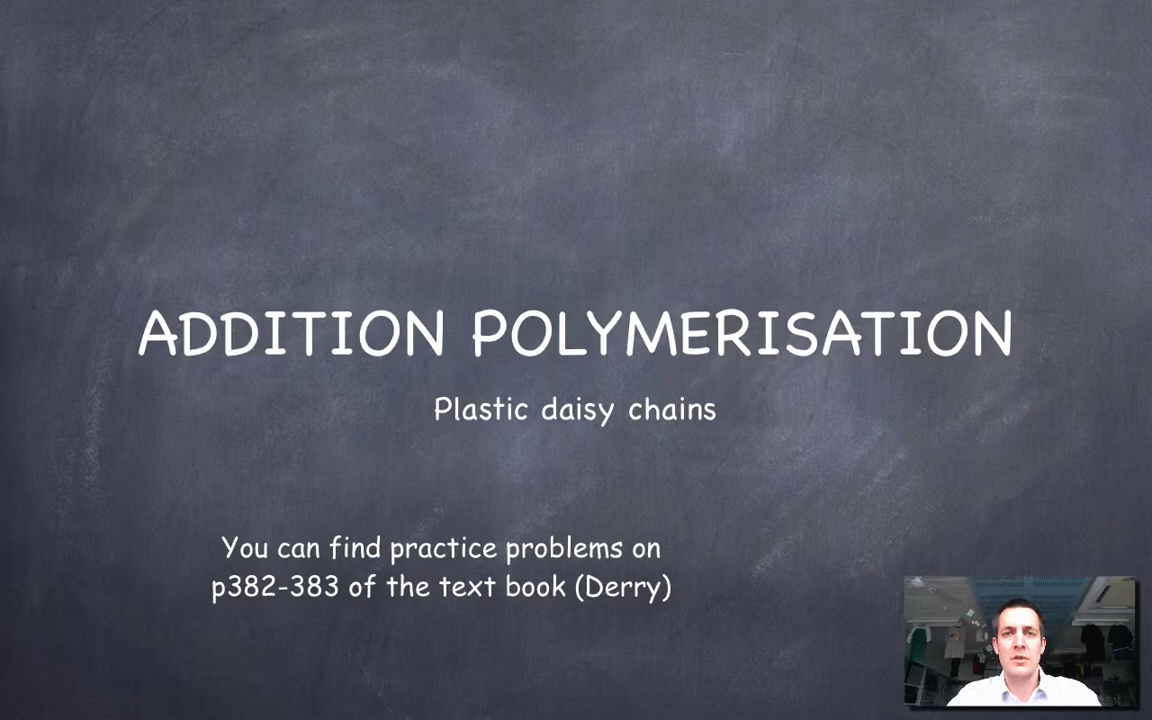 ADDITION POLYMERISATION
Plastic daisy chains
You can find practice problems on
p382-383 of the text book (Derry)